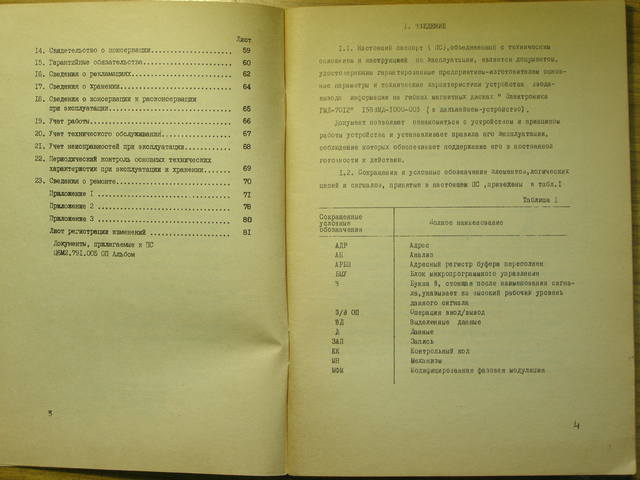 Лист
14. Свидетельство о консервации..................... 59
15. Гарантийные обязательства....................... 60
16. Сведения о рекламациях.......................... 62
17. Сведения о хранении............................. 64
18. Сведения о консервации и расконсервации
при эксплуатации................................ 65
19. Учет работы..................................... 66
20. Учет технического обслуживания.................. 67
21. Учет неисправностей при эксплуатации............ 68
22. Периодический контроль основных технических
характеристик при эксплуатации и хранении....... 69
23. Сведения о ремонте.............................. 70
Приложение 1 ................................... 71
Приложение 2 ................................... 78
Приложение 3 ................................... 80
Лист регистрации изменений ..................... 81
Документы, прилагаемые к ПС
ЦМ2.791.005 ОП Альбом
3
I. ВВЕДЕНИЕ
I.I. Настоящий паспорт ( ПС),объединенный с техническим
описанием и инструкцией по эксплуатации, является документом,
удостоверяющим гарантированные предприятием-изготовителем основ-
ные параметры и технические характеристики устройства ввода-
вывода информации на гибких магнитных дисках " Электроника
ГМД-7012" ( в дальнейшем-устройство).
Документ позволяет ознакомиться с устройством и принципом
работы устройства и устанавливает правила его эксплуатации,
соблюдение которых обеспечивает поддержание его в постоянной
готовности к действию.
I.2. Сокращения и условные обозначения элементов,логических
цепей и сигналов, принятые в настоящем ПС ,приведены в табл.I
Таблица I
Сокращенные
условные
обозначения
Полное наименование
АДР Адрес
АН Анализ
АРБП Адресный регистр буфера переполнен
БМУ Блок микропрограммного управления
В Буква В, стоящая после наименования сигна-
ла,указывает на высокий рабочий уровень
данного сигнала
В/В ОП Операция ввод/вывод
ВД Выделенные данные
Д Данные
ЗАП Запись
КК Контрольный код
МН Механизм
МФМ Модифицированная фазовая модуляция
4